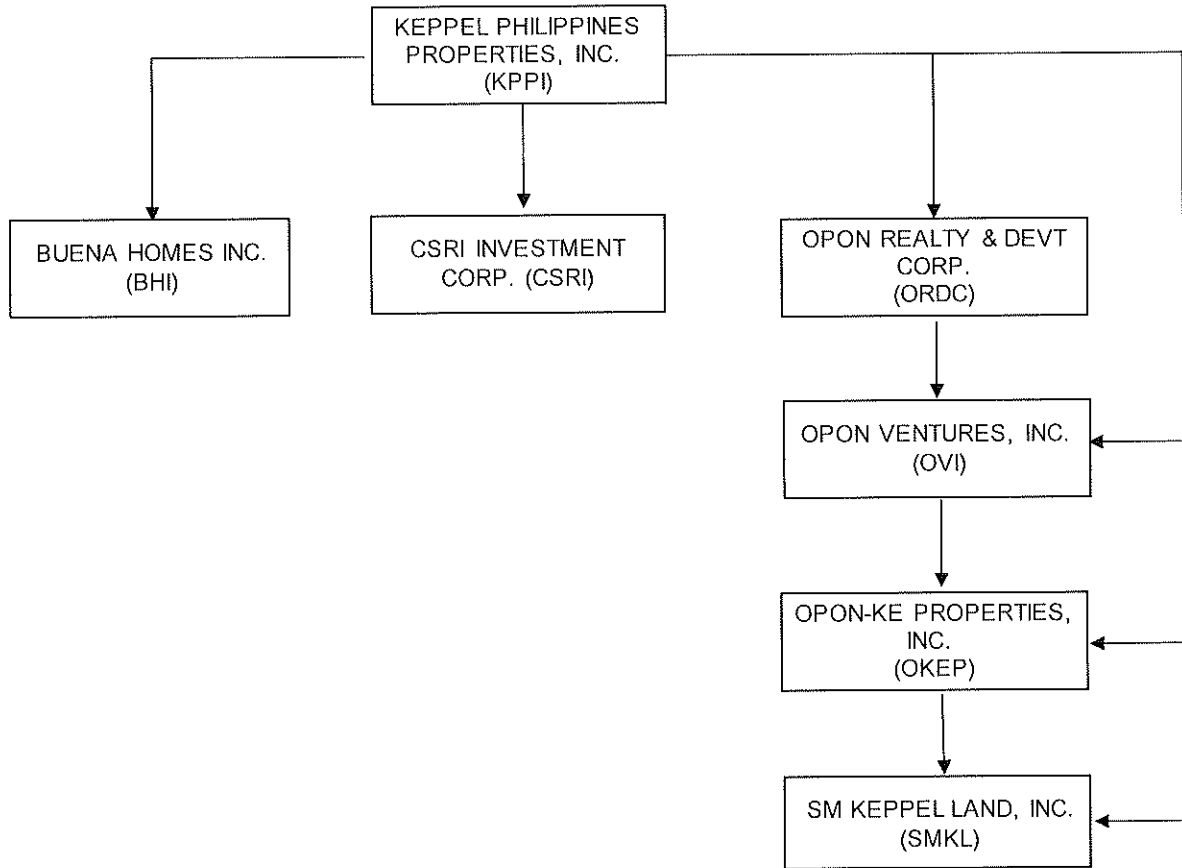 KEPPEL PHILIPPINES
PROPERTIES, INC.
(KPPI)
BUENA HOMES INC.
(BHI)
CSRI INVESTMENT
CORP. (CSRI)
OPON REALTY & DEVT
CORP.
(ORDC)
OPON VENTURES, INC.
(OVI)
OPON-KE PROPERTIES,
INC.
(OKEP)
SM KEPPEL LAND, INC.
(SMKL)